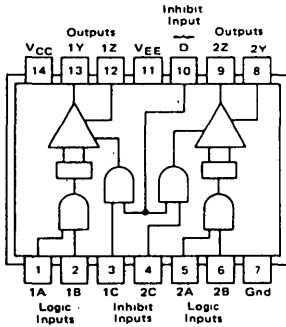 Inhibit
Input
Outputs Outputs
VCC 1Y 1Z VEE D 2Z 2Y
14 13 12 11 10 9 8
1 2 3 4 5 6 7
1A 1B 1C 2C 2A 2B Gnd
Logic Inhibit Logic
Inputs Inputs Inputs